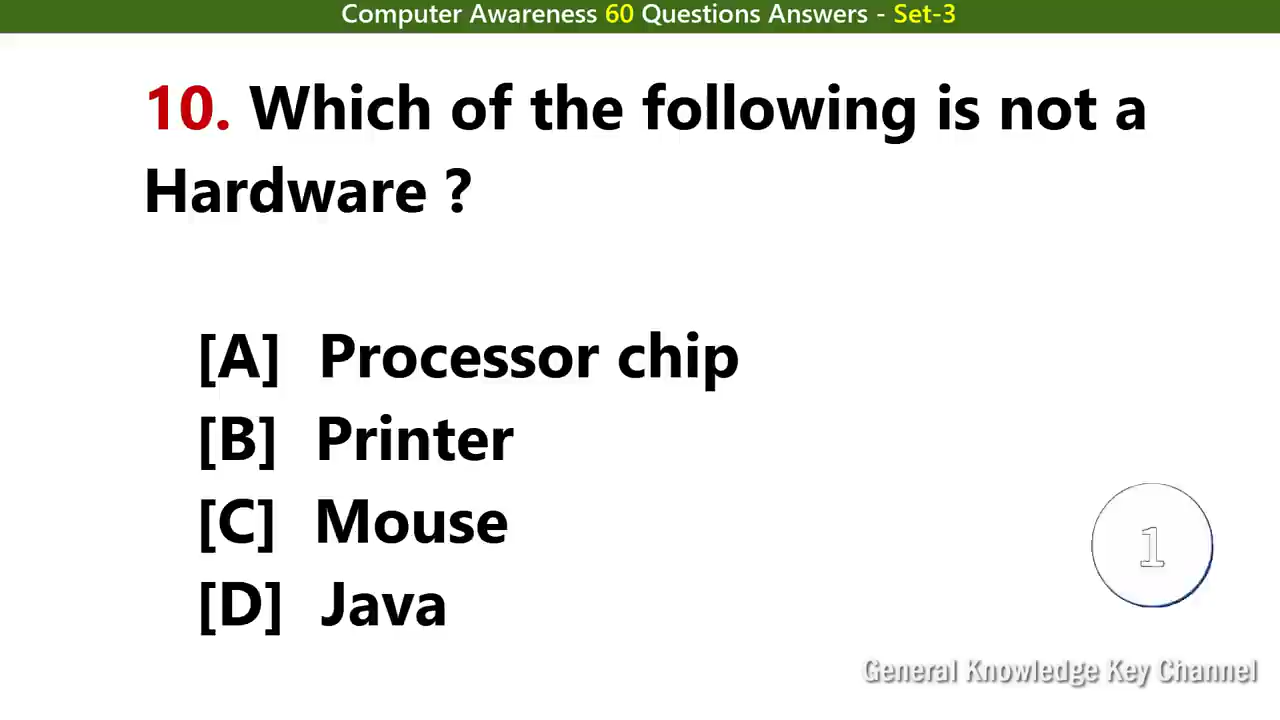 Computer Awareness 60 Questions Answers - Set-3
10. Which of the following is not a
Hardware ?
[A] Processor chip
[B] Printer
[C] Mouse
[D] Java
1
General Knowledge Key Channel